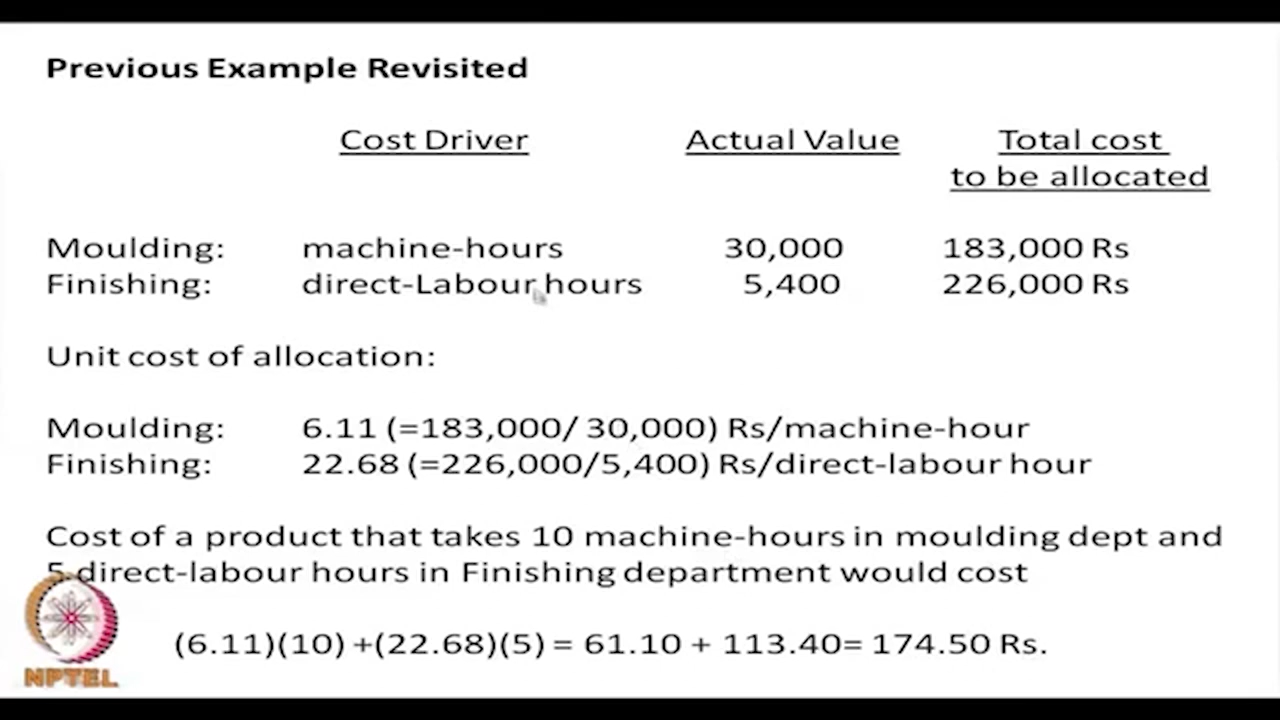 Previous Example Revisited
Cost Driver Actual Value Total cost
to be allocated
Moulding: machine-hours 30,000 183,000 Rs
Finishing: direct-Labour hours 5,400 226,000 Rs
Unit cost of allocation:
Moulding: 6.11 (=183,000/ 30,000) Rs/machine-hour
Finishing: 22.68 (=226,000/5,400) Rs/direct-labour hour
Cost of a product that takes 10 machine-hours in moulding dept and
5 direct-labour hours in Finishing department would cost
(6.11)(10) +(22.68)(5) = 61.10 + 113.40= 174.50 Rs.
NPTEL